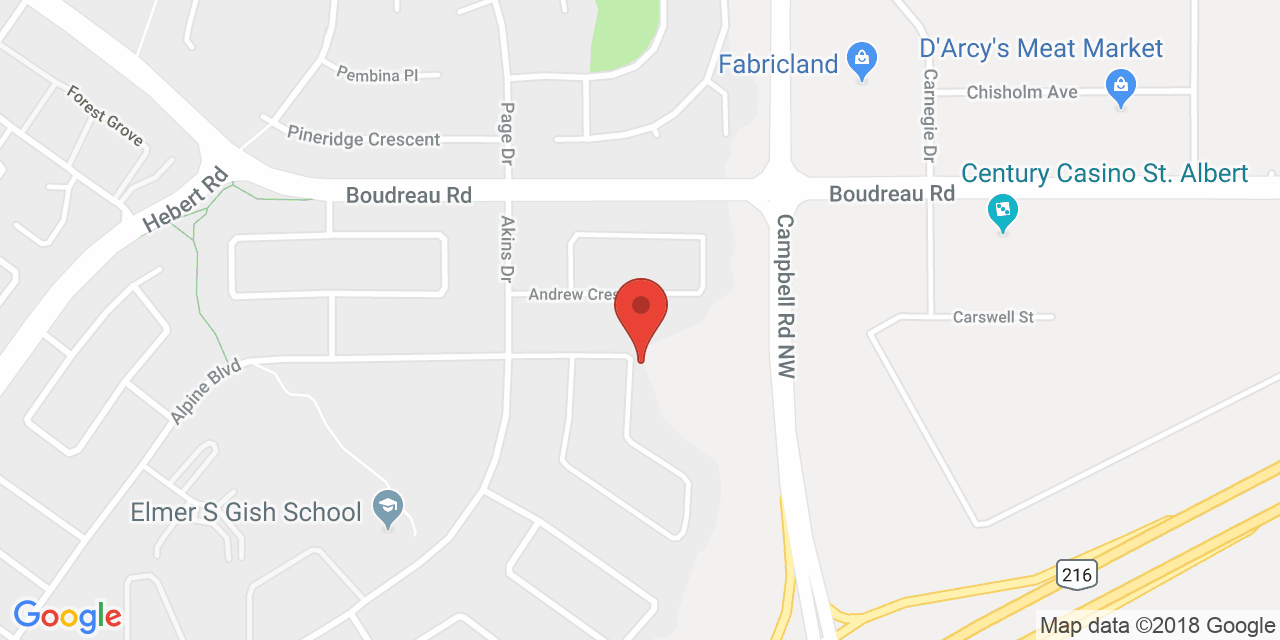 D'Arcy's Meat Market
Fabricland
Pembina Pl
Chisholm Ave
Forest Grove
Page Dr
Carnegie Dr
Pineridge Crescent
Century Casino St. Albert
Hebert Rd
Boudreau Rd
Boudreau Rd
Akins Dr
Campbell Rd NW
Andrew Cres
Carswell St
Alpine Blvd
Elmer S Gish School
216
Google
Map data ©2018 Google